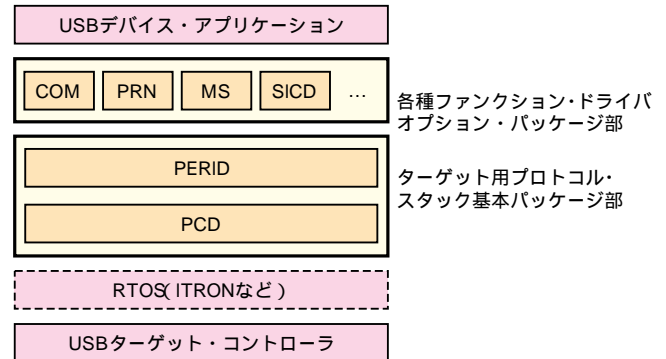 USBデバイス・アプリケーション
COM PRN MS SICD …
各種ファンクション・ドライバ
オプション・パッケージ部
PERID
ターゲット用プロトコル・
スタック基本パッケージ部
PCD
RTOS(ITRONなど)
USBターゲット・コントローラ